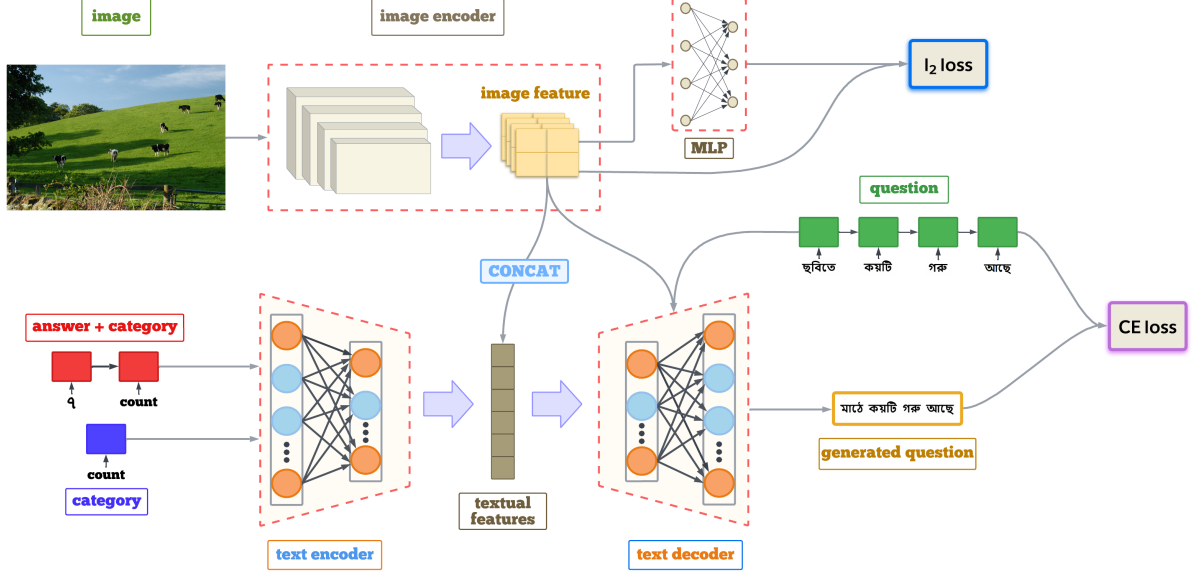 image
image encoder
image feature
MLP
l₂ loss
question
ছবিতে কয়টি গরু আছে
CONCAT
answer + category
৭ count
count
category
text encoder
textual
features
text decoder
CE loss
মাঠে কয়টি গরু আছে
generated question